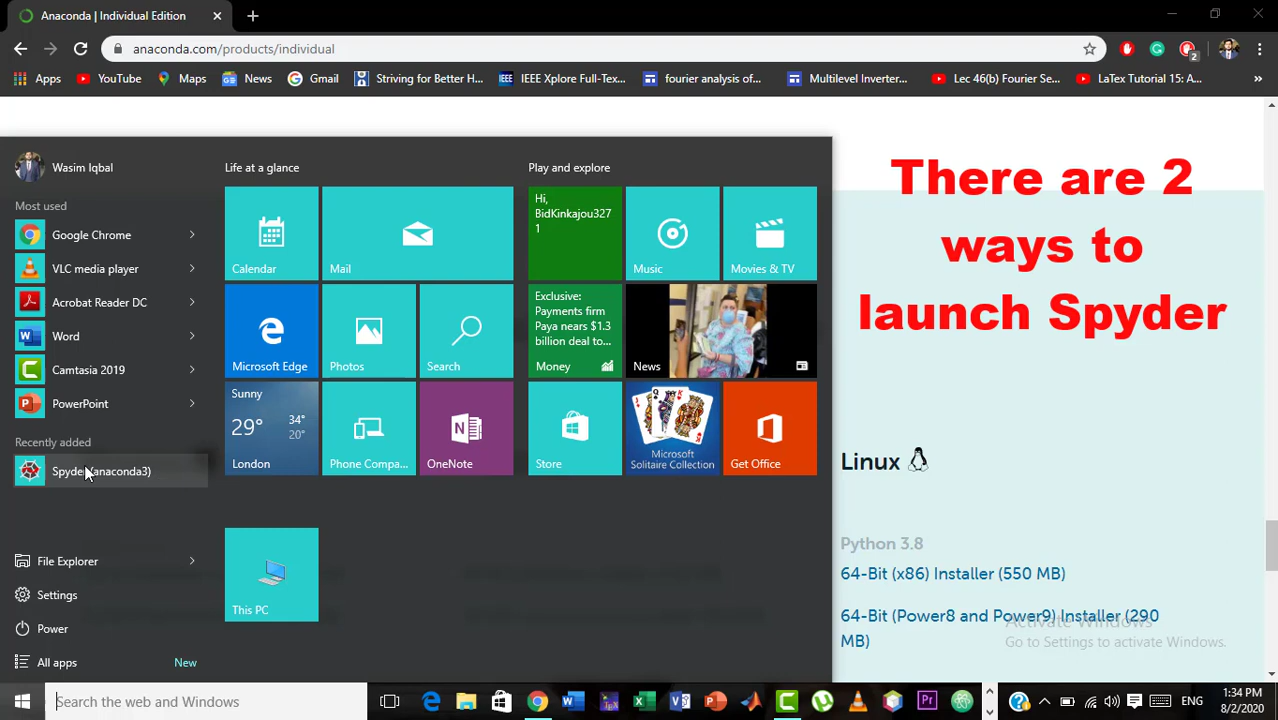 Anaconda | Individual Edition
anaconda.com/products/individual
2
Apps
YouTube
Maps
News
Gmail
Striving for Better H...
IEEE Xplore Full-Tex...
fourier analysis of...
Multilevel Inverter...
Lec 46(b) Fourier Se...
LaTex Tutorial 15: A...
Wasim Iqbal
Life at a glance
Play and explore
Most used
Google Chrome
VLC media player
Acrobat Reader DC
Word
Camtasia 2019
PowerPoint
Recently added
Spyder (anaconda3)
File Explorer
Settings
Power
All apps
New
Calendar
Mail
Microsoft Edge
Photos
Search
Sunny
29°
34°
20°
London
Phone Compa...
OneNote
This PC
Hi,
BidKinkajou327
1
Music
Movies & TV
Exclusive:
Payments firm
Paya nears $1.3
billion deal to...
Money
News
Store
Microsoft
Solitaire Collection
Get Office
There are 2
ways to
launch Spyder
Linux
Python 3.8
64-Bit (x86) Installer (550 MB)
64-Bit (Power8 and Power9) Installer (290
MB)
Activate Windows
Go to Settings to activate Windows.
Search the web and Windows
ENG
1:34 PM
8/2/2020